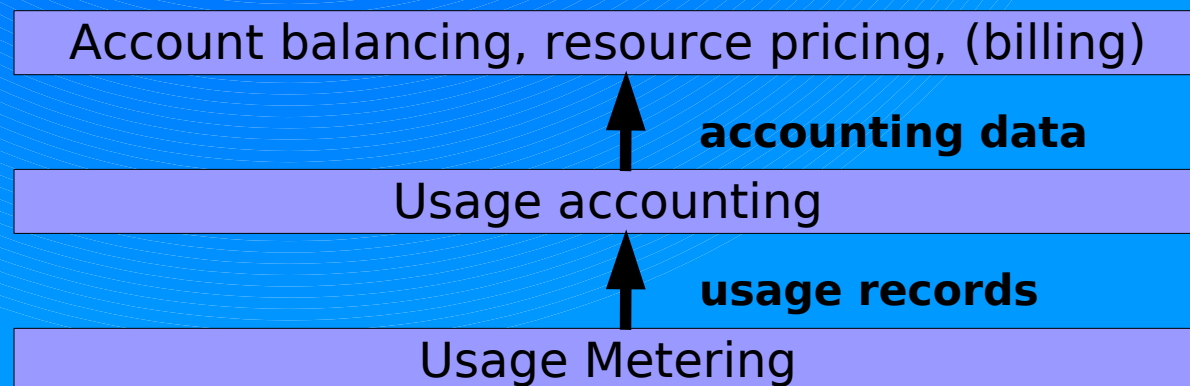 Account balancing, resource pricing, (billing)
accounting data
Usage accounting
usage records
Usage Metering